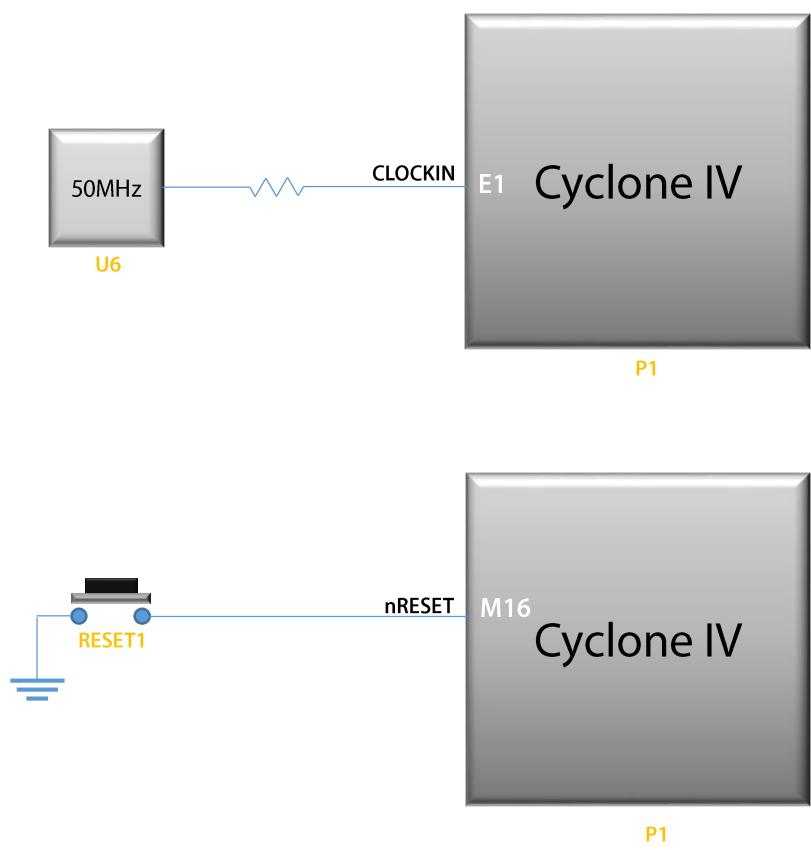 CLOCKIN
50MHz
E1
Cyclone IV
U6
P1
nRESET
M16
Cyclone IV
RESET1
P1